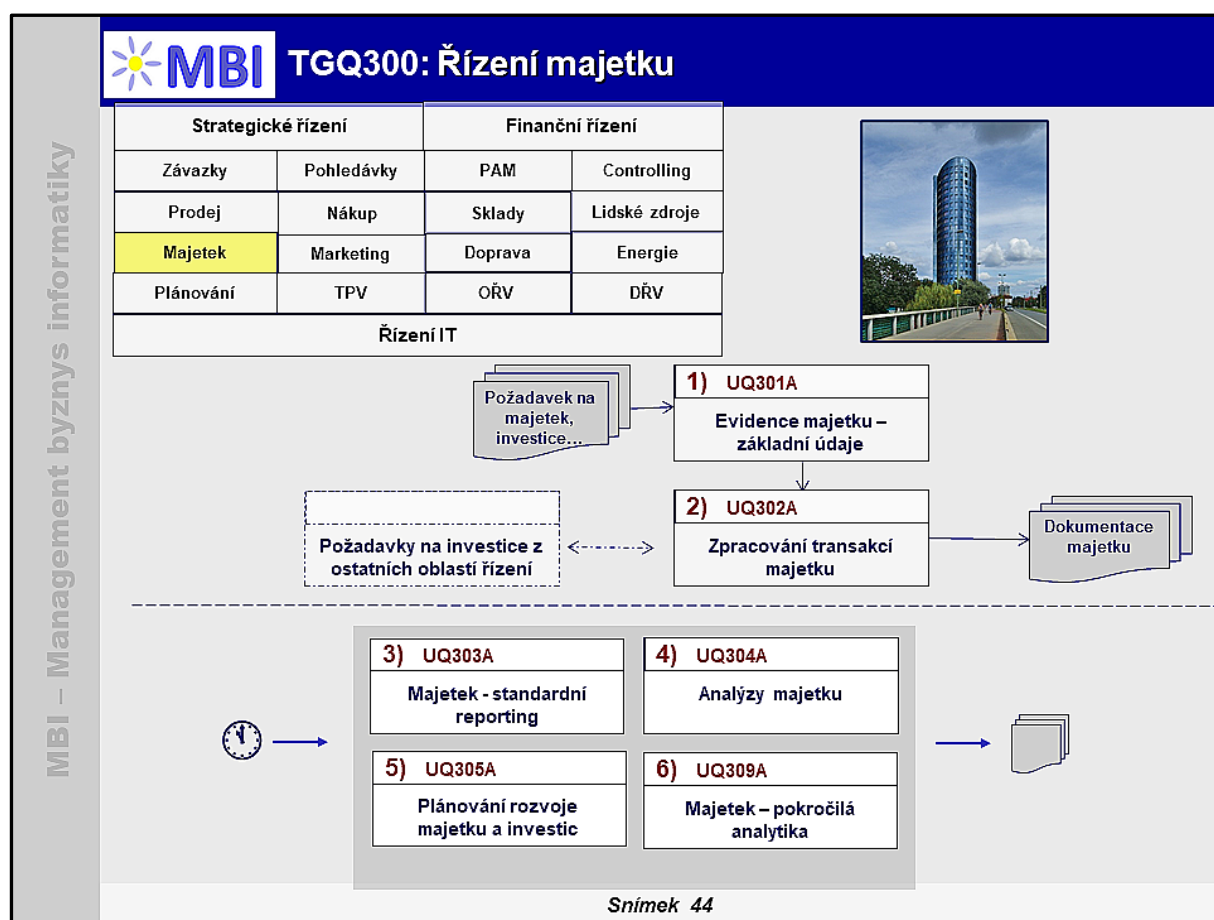 MBI
TGQ300: Řízení majetku
MBI – Management byznys informatiky
Strategické řízení
Finanční řízení
Závazky
Pohledávky
PAM
Controlling
Prodej
Nákup
Sklady
Lidské zdroje
Majetek
Marketing
Doprava
Energie
Plánování
TPV
OŘV
DŘV
Řízení IT
Požadavek na
majetek,
investice...
1) UQ301A
Evidence majetku –
základní údaje
2) UQ302A
Zpracování transakcí
majetku
Požadavky na investice z
ostatních oblastí řízení
Dokumentace
majetku
3) UQ303A
Majetek - standardní
reporting
4) UQ304A
Analýzy majetku
5) UQ305A
Plánování rozvoje
majetku a investic
6) UQ309A
Majetek – pokročilá
analytika
Snímek 44